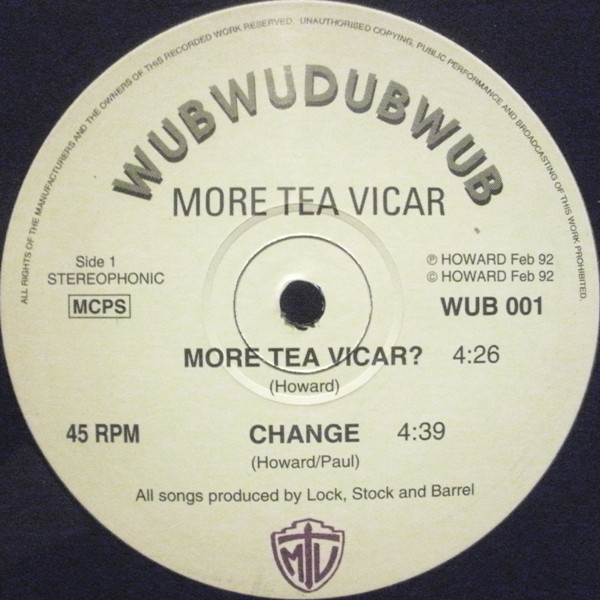 ALL RIGHTS OF THE MANUFACTURERS AND THE OWNERS OF THIS RECORDED WORK RESERVED. UNAUTHORISED COPYING, PUBLIC PERFORMANCE AND BROADCASTING OF THIS WORK PROHIBITED.
WUBWUDUBWUB
MORE TEA VICAR
Side 1
STEREOPHONIC
MCPS
℗ HOWARD Feb 92
© HOWARD Feb 92
WUB 001
MORE TEA VICAR? 4:26
(Howard)
45 RPM
CHANGE 4:39
(Howard/Paul)
All songs produced by Lock, Stock and Barrel
MTV